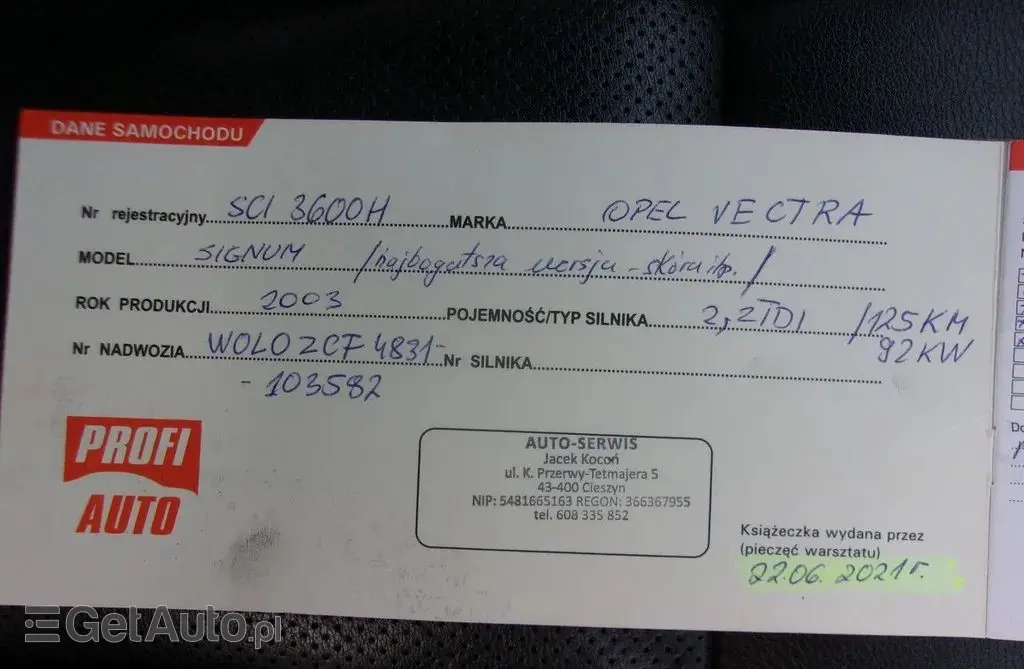 DANE SAMOCHODU
Nr rejestracyjny SCI 3600H MARKA OPEL VECTRA
MODEL SIGNUM /najbogatsza wersja - skóra itp./
ROK PRODUKCJI 2003 POJEMNOŚĆ/TYP SILNIKA 2,2TDI /125KM
92KW
Nr NADWOZIA WOLOZCF4831- Nr SILNIKA
- 103582
PROFI
AUTO
AUTO-SERWIS
Jacek Kocoń
ul. K. Przerwy-Tetmajera 5
43-400 Cieszyn
NIP: 5481665163 REGON: 366367955
tel. 608 335 852
Książeczka wydana przez
(pieczęć warsztatu)
22.06.2021r.
GetAuto.pl